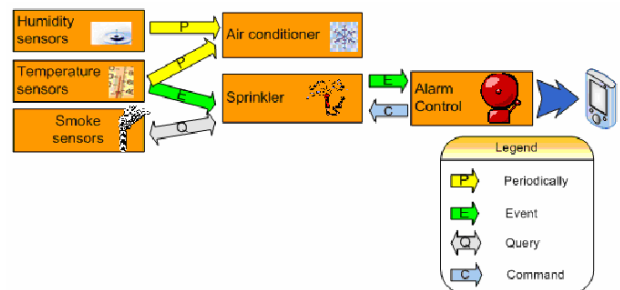 Humidity
sensors
P
Air conditioner
Temperature
sensors
P
E
Sprinkler
E
C
Alarm
Control
Smoke
sensors
Q
Legend
P Periodically
E Event
Q Query
C Command